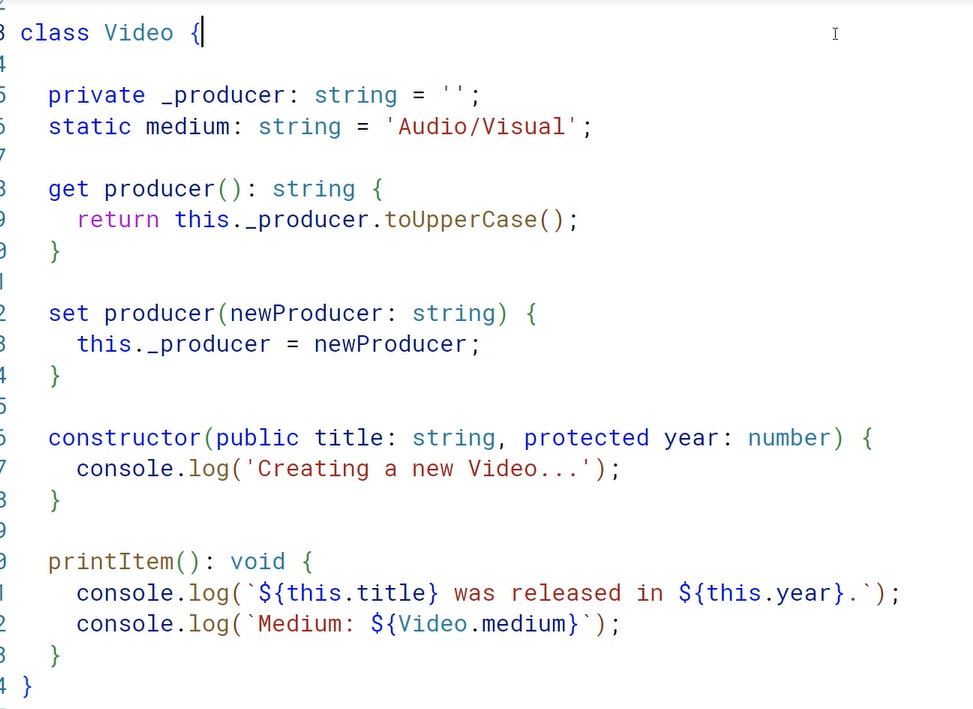 2
3 class Video {
4
5 private _producer: string = '';
6 static medium: string = 'Audio/Visual';
7
8 get producer(): string {
9 return this._producer.toUpperCase();
0 }
1
2 set producer(newProducer: string) {
3 this._producer = newProducer;
4 }
5
6 constructor(public title: string, protected year: number) {
7 console.log('Creating a new Video...');
8 }
9
0 printItem(): void {
1 console.log(`${this.title} was released in ${this.year}.`);
2 console.log(`Medium: ${Video.medium}`);
3 }
4 }